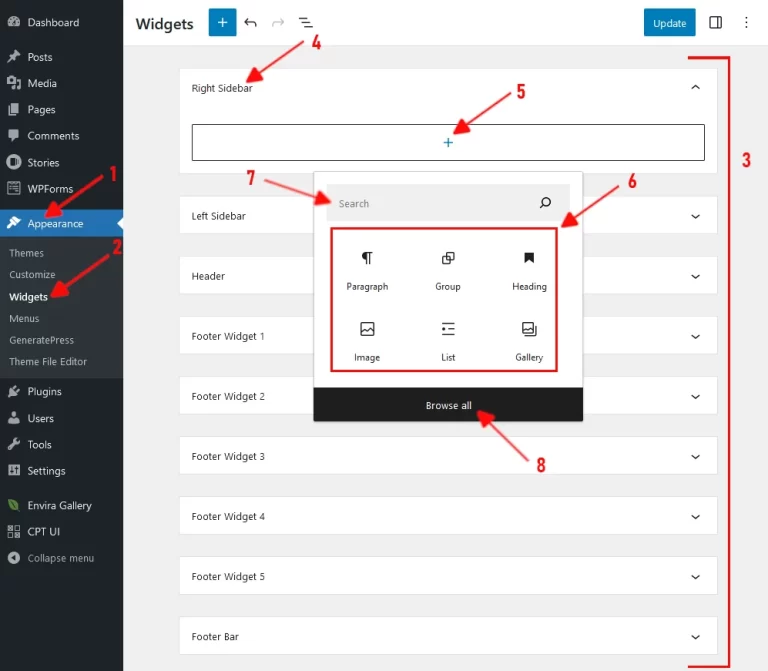 Dashboard
Posts
Media
Pages
Comments
Stories
WPForms
1
Appearance
Themes
2
Customize
Widgets
Menus
GeneratePress
Theme File Editor
Plugins
Users
Tools
Settings
Envira Gallery
CPT UI
Collapse menu
Widgets
Update
4
Right Sidebar
5
3
7
6
Search
Left Sidebar
Paragraph Group Heading
Header
Image List Gallery
Footer Widget 1
Footer Widget 2
Browse all
8
Footer Widget 3
Footer Widget 4
Footer Widget 5
Footer Bar